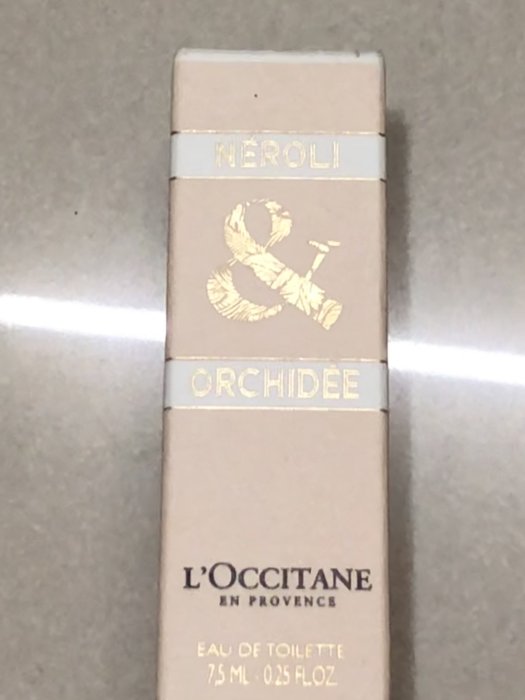 NÉROLI
&
ORCHIDÉE
L'OCCITANE
EN PROVENCE
EAU DE TOILETTE
7,5 ML - 0.25 FL.OZ